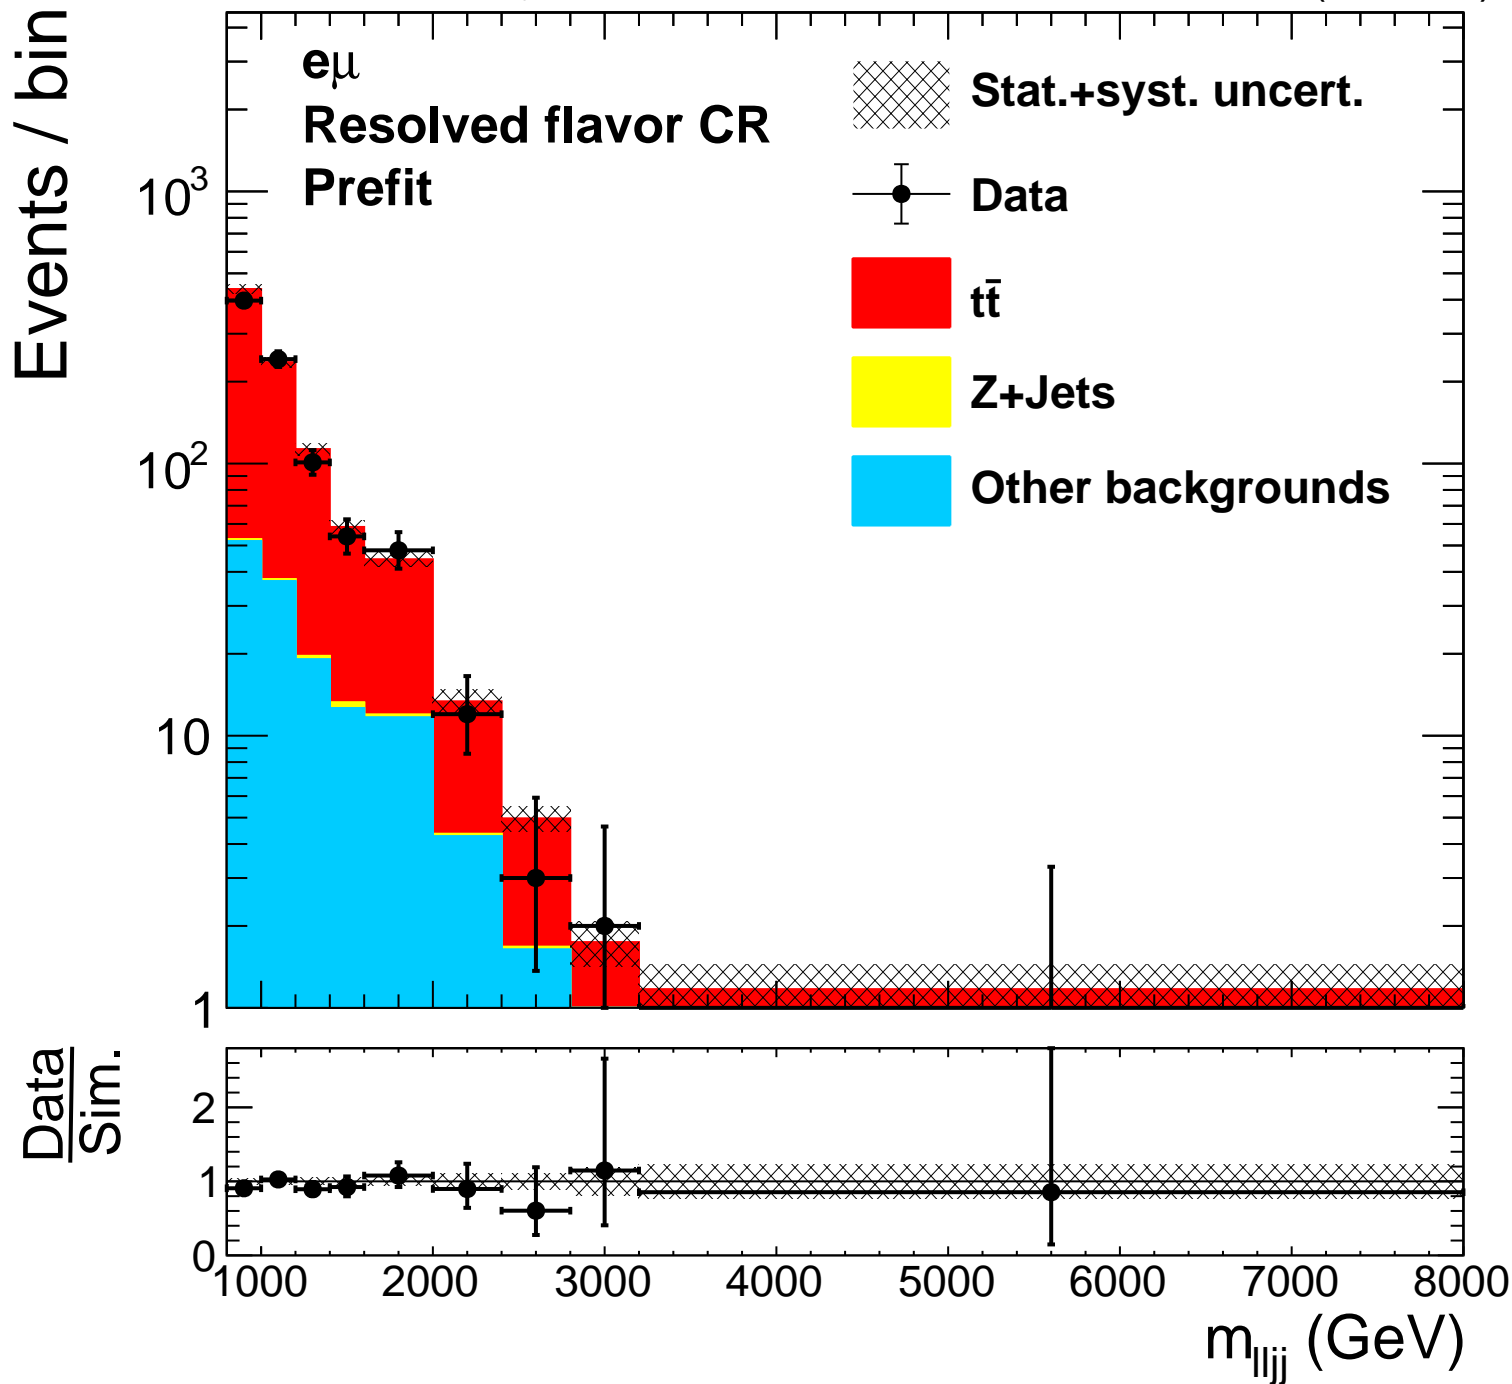 eμ
Resolved flavor CR
Prefit
Stat.+syst. uncert.
Data
tt̄
Z+Jets
Other backgrounds
Events / bin
10³
10²
10
1
Data
Sim.
2
1
0
1000 2000 3000 4000 5000 6000 7000 8000
m_lljj (GeV)